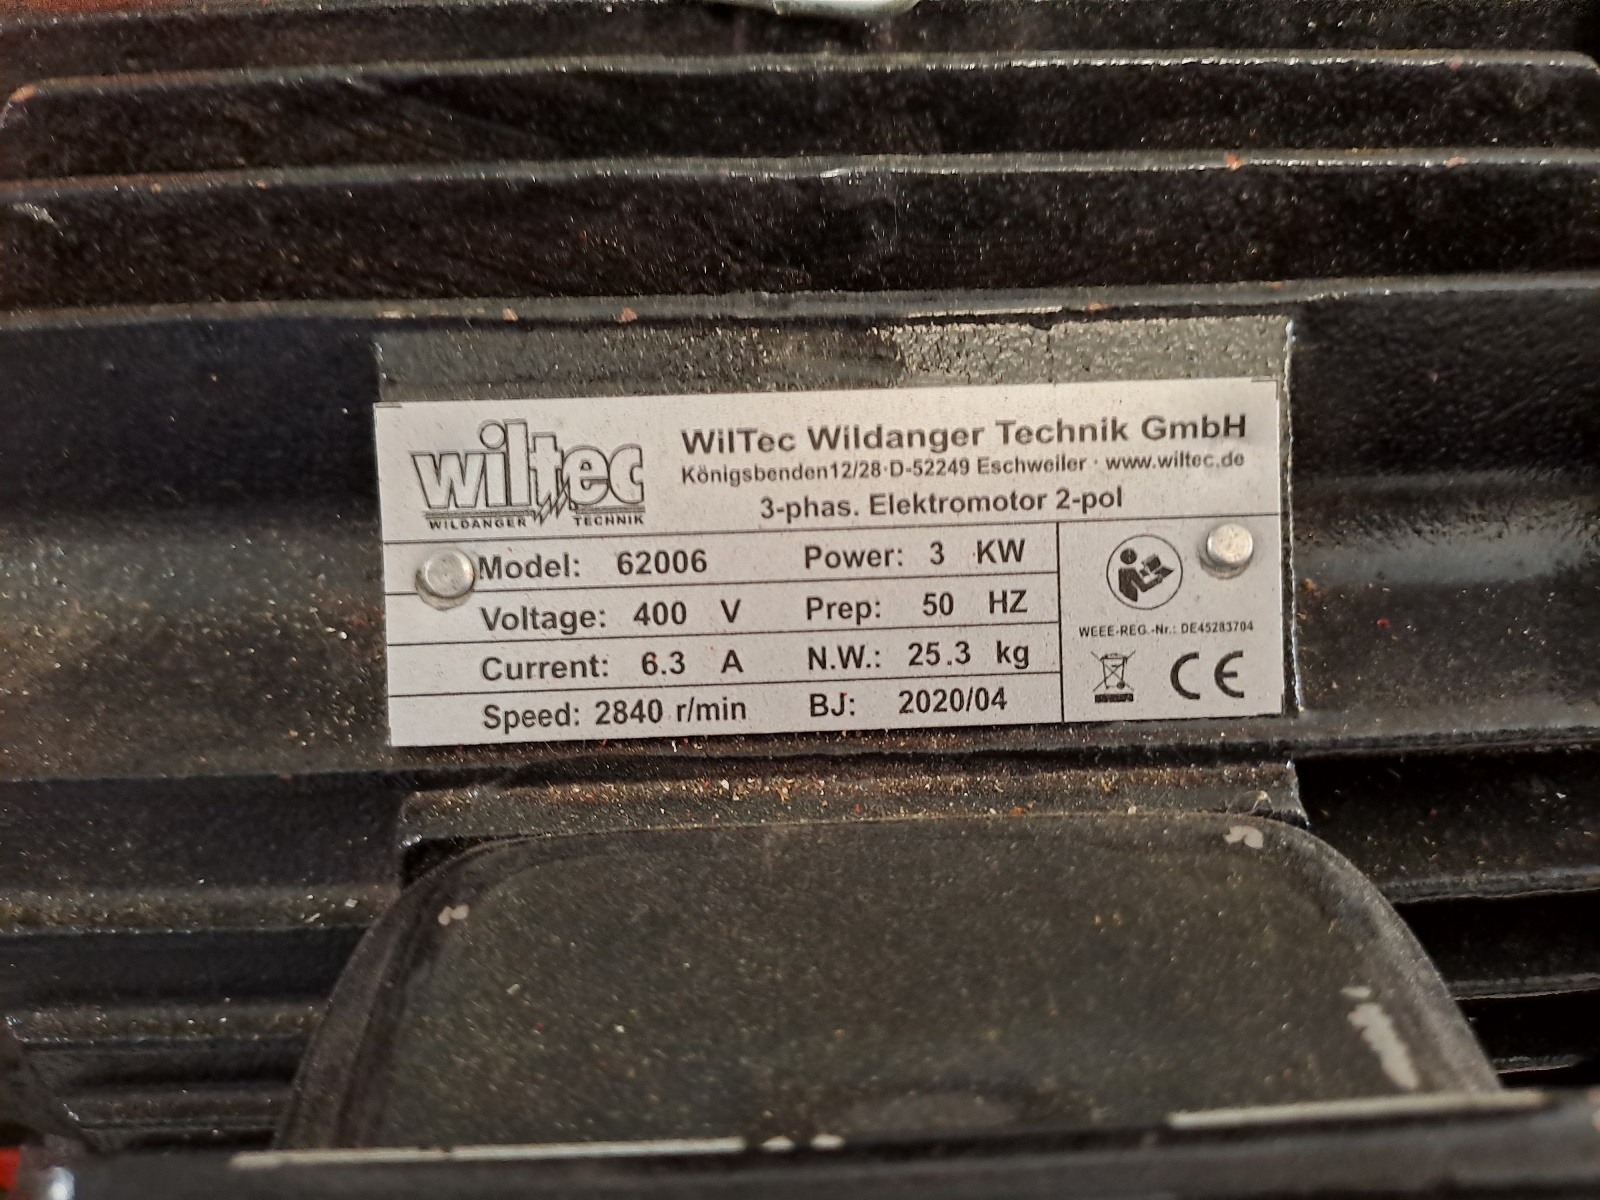 wiltec
WILDANGER TECHNIK
WilTec Wildanger Technik GmbH
Königsbenden12/28·D-52249 Eschweiler · www.wiltec.de
3-phas. Elektromotor 2-pol
Model: 62006 Power: 3 KW
Voltage: 400 V Prep: 50 HZ
Current: 6.3 A N.W.: 25.3 kg
Speed: 2840 r/min BJ: 2020/04
WEEE-REG.-Nr.: DE45283704
CE